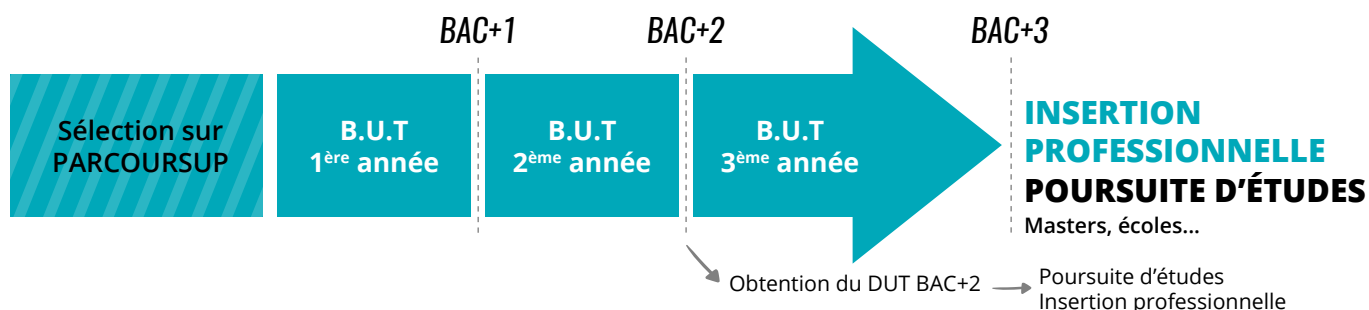 BAC+1
BAC+2
BAC+3
Sélection sur
PARCOURSUP
B.U.T
1ère année
B.U.T
2ème année
B.U.T
3ème année
INSERTION
PROFESSIONNELLE
POURSUITE D’ÉTUDES
Masters, écoles...
Obtention du DUT BAC+2
Poursuite d’études
Insertion professionnelle